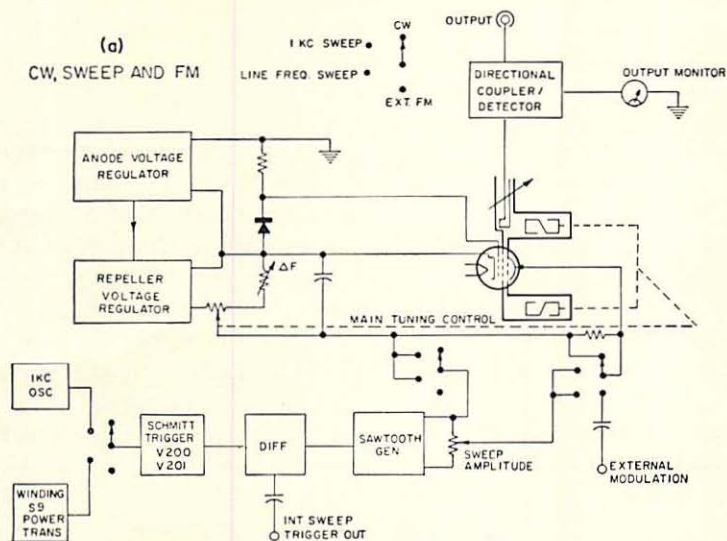 (a)
CW, SWEEP AND FM
CW
1 KC SWEEP
LINE FREQ. SWEEP
EXT. FM
OUTPUT
DIRECTIONAL
COUPLER/
DETECTOR
OUTPUT MONITOR
ANODE VOLTAGE
REGULATOR
REPELLER
VOLTAGE
REGULATOR
ΔF
MAIN TUNING CONTROL
1KC
OSC
WINDING
S9
POWER
TRANS
SCHMITT
TRIGGER
V200
V201
DIFF
SAWTOOTH
GEN
SWEEP
AMPLITUDE
EXTERNAL
MODULATION
INT SWEEP
TRIGGER OUT